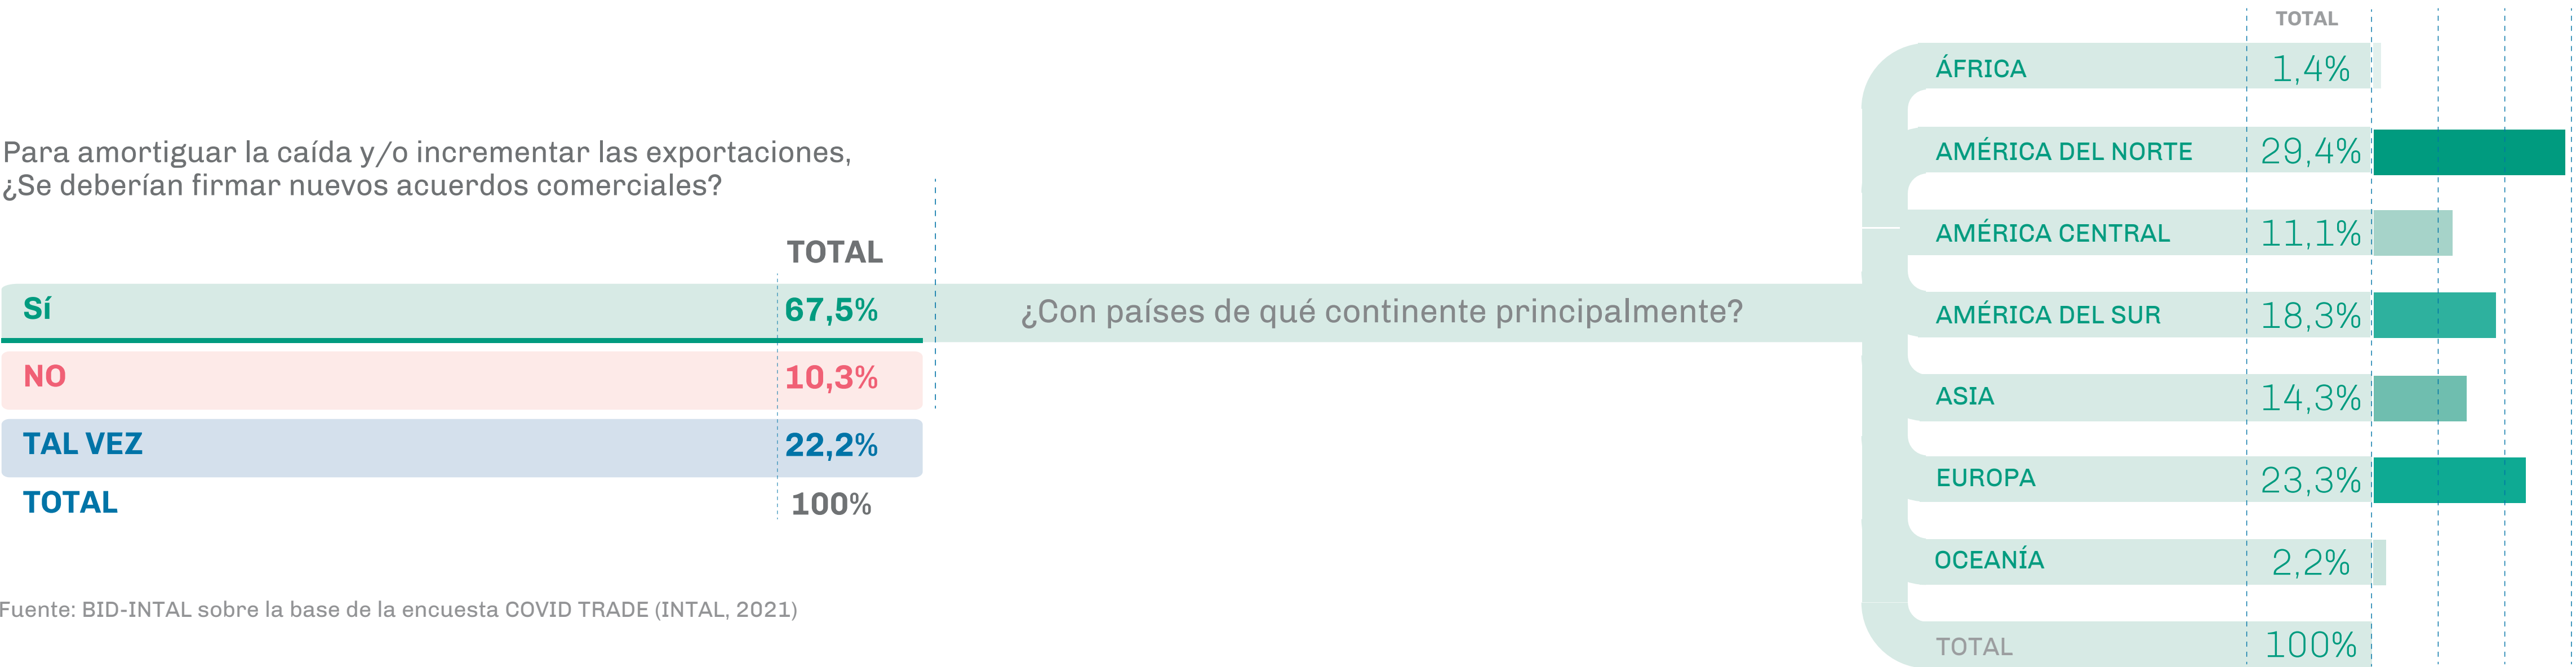 Para amortiguar la caída y/o incrementar las exportaciones,
¿Se deberían firmar nuevos acuerdos comerciales?
TOTAL
Sí 67,5%
NO 10,3%
TAL VEZ 22,2%
TOTAL 100%
¿Con países de qué continente principalmente?
TOTAL
ÁFRICA 1,4%
AMÉRICA DEL NORTE 29,4%
AMÉRICA CENTRAL 11,1%
AMÉRICA DEL SUR 18,3%
ASIA 14,3%
EUROPA 23,3%
OCEANÍA 2,2%
TOTAL 100%
Fuente: BID-INTAL sobre la base de la encuesta COVID TRADE (INTAL, 2021)